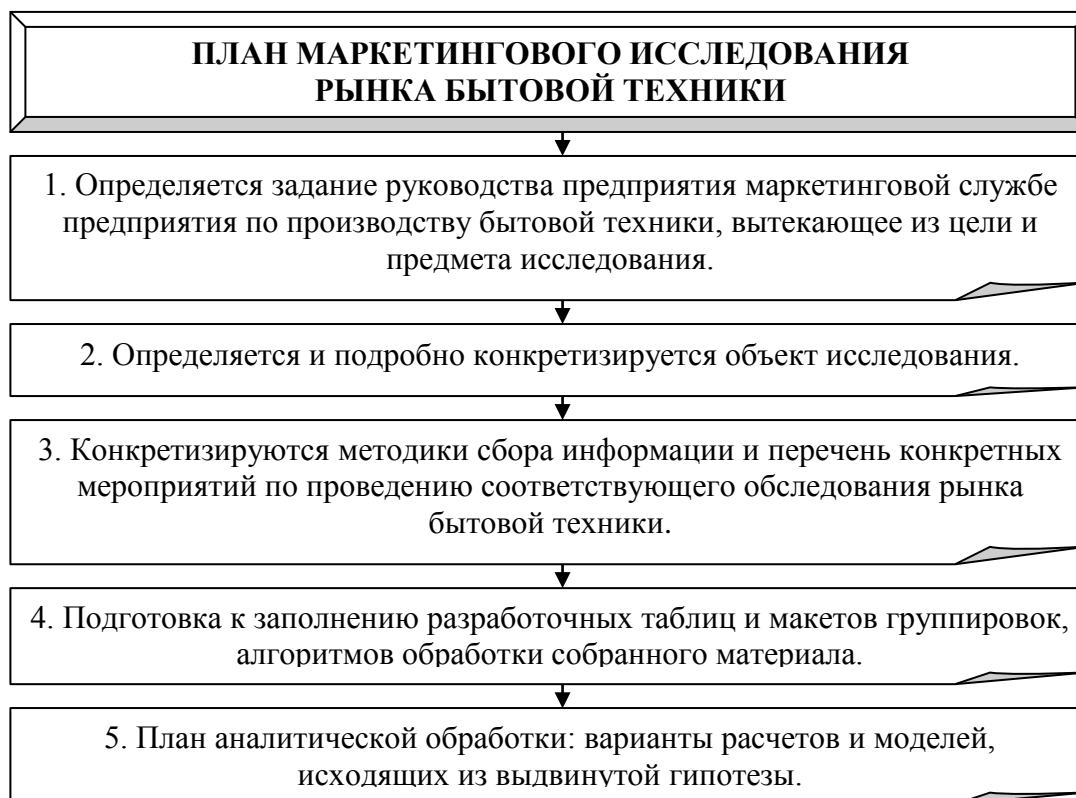 ПЛАН МАРКЕТИНГОВОГО ИССЛЕДОВАНИЯ
РЫНКА БЫТОВОЙ ТЕХНИКИ
1. Определяется задание руководства предприятия маркетинговой службе
предприятия по производству бытовой техники, вытекающее из цели и
предмета исследования.
2. Определяется и подробно конкретизируется объект исследования.
3. Конкретизируются методики сбора информации и перечень конкретных
мероприятий по проведению соответствующего обследования рынка
бытовой техники.
4. Подготовка к заполнению разработочных таблиц и макетов группировок,
алгоритмов обработки собранного материала.
5. План аналитической обработки: варианты расчетов и моделей,
исходящих из выдвинутой гипотезы.